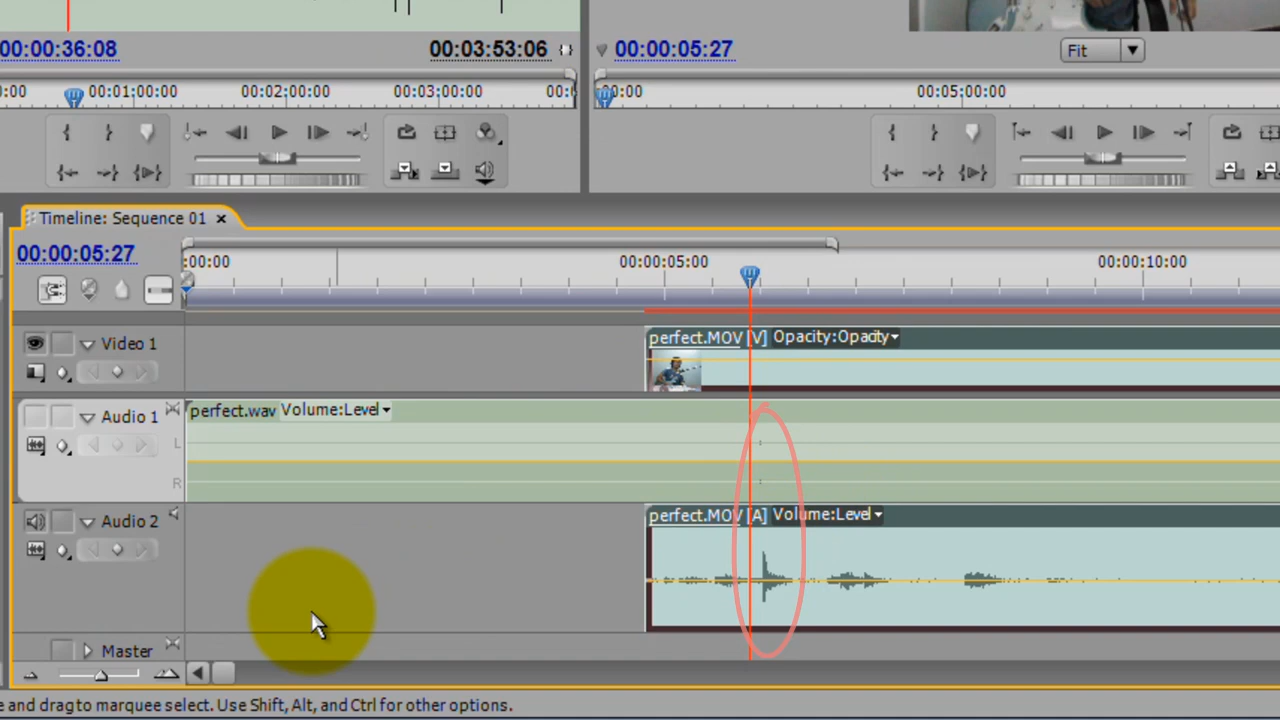 00:00:36:08 00:03:53:06 00:00:05:27 Fit
:00 00:01:00:00 00:02:00:00 00:03:00:00 00:0 0:00 00:05:00:00
Timeline: Sequence 01 ×
00:00:05:27 :00:00 00:00:05:00 00:00:10:00
Video 1 perfect.MOV [V] Opacity:Opacity
Audio 1 perfect.wav Volume:Level
L
R
Audio 2 perfect.MOV [A] Volume:Level
Master
e and drag to marquee select. Use Shift, Alt, and Ctrl for other options.